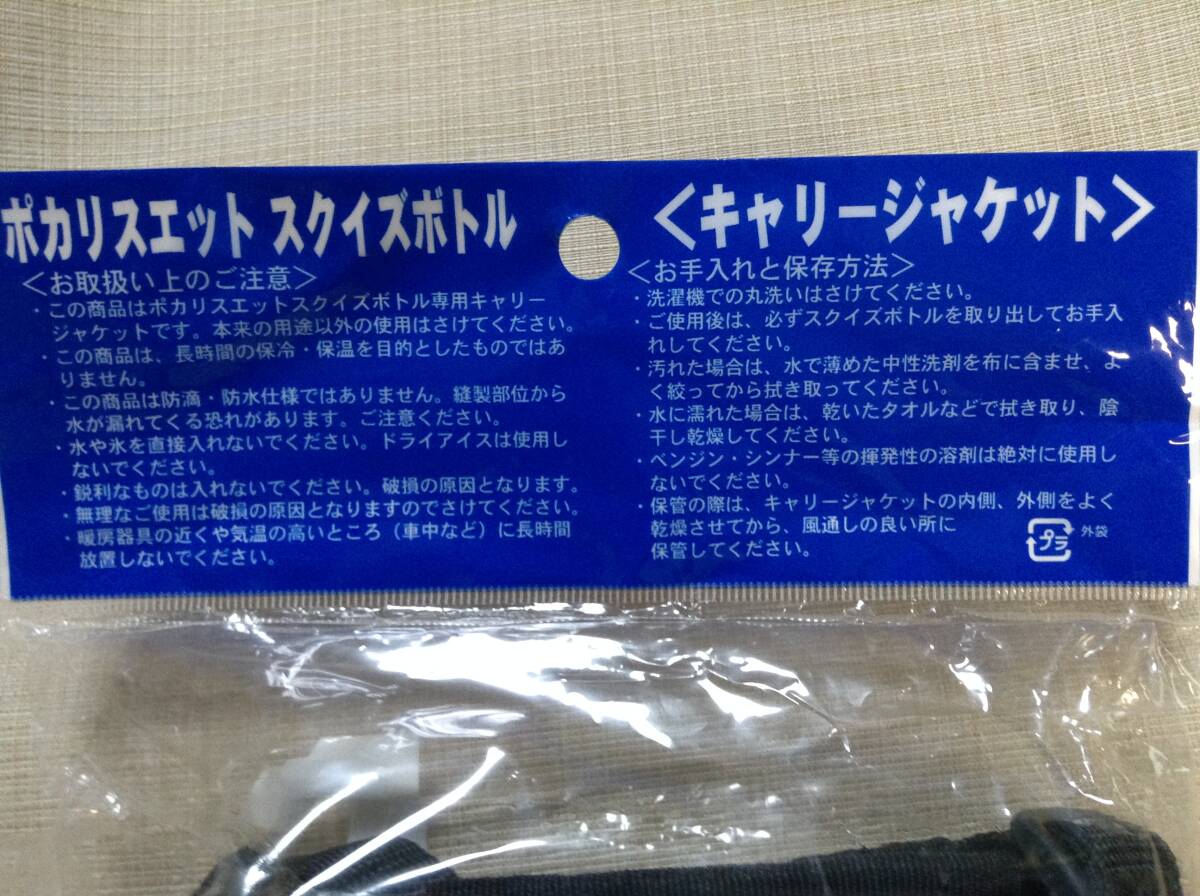 ポカリスエット スクイズボトル
<お取扱い上のご注意>
・この商品はポカリスエットスクイズボトル専用キャリー
ジャケットです。本来の用途以外の使用はさけてください。
・この商品は、長時間の保冷・保温を目的としたものではあ
りません。
・この商品は防滴・防水仕様ではありません。縫製部位から
水が漏れてくる恐れがあります。ご注意ください。
・水や氷を直接入れないでください。ドライアイスは使用し
ないでください。
・鋭利なものは入れないでください。破損の原因となります。
・無理なご使用は破損の原因となりますのでさけてください。
・暖房器具の近くや気温の高いところ（車中など）に長時間
放置しないでください。
<キャリージャケット>
<お手入れと保存方法>
・洗濯機での丸洗いはさけてください。
・ご使用後は、必ずスクイズボトルを取り出してお手入
れしてください。
・汚れた場合は、水で薄めた中性洗剤を布に含ませ、よ
く絞ってから拭き取ってください。
・水に濡れた場合は、乾いたタオルなどで拭き取り、陰
干し乾燥してください。
・ベンジン・シンナー等の揮発性の溶剤は絶対に使用し
ないでください。
・保管の際は、キャリージャケットの内側、外側をよく
乾燥させてから、風通しの良い所に
保管してください。
プラ 外袋